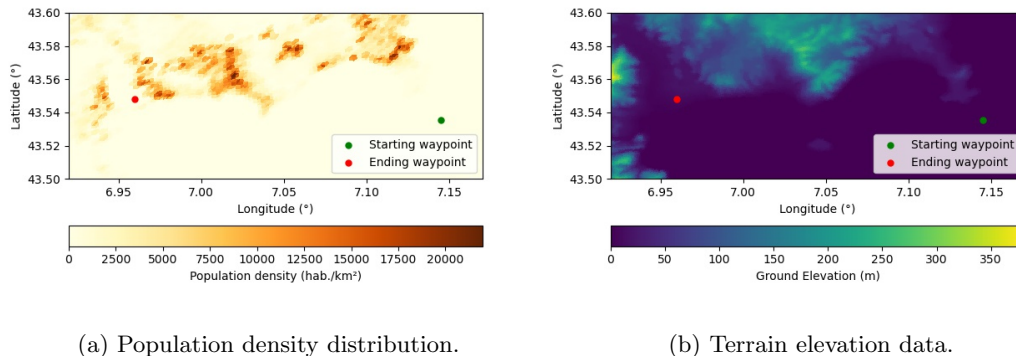 43.60
43.58
43.56
43.54
43.52
43.50
Latitude (°)
Starting waypoint
Ending waypoint
6.95 7.00 7.05 7.10 7.15
Longitude (°)
0 2500 5000 7500 10000 12500 15000 17500 20000
Population density (hab./km²)
(a) Population density distribution.
43.60
43.58
43.56
43.54
43.52
43.50
Latitude (°)
Starting waypoint
Ending waypoint
6.95 7.00 7.05 7.10 7.15
Longitude (°)
0 50 100 150 200 250 300 350
Ground Elevation (m)
(b) Terrain elevation data.